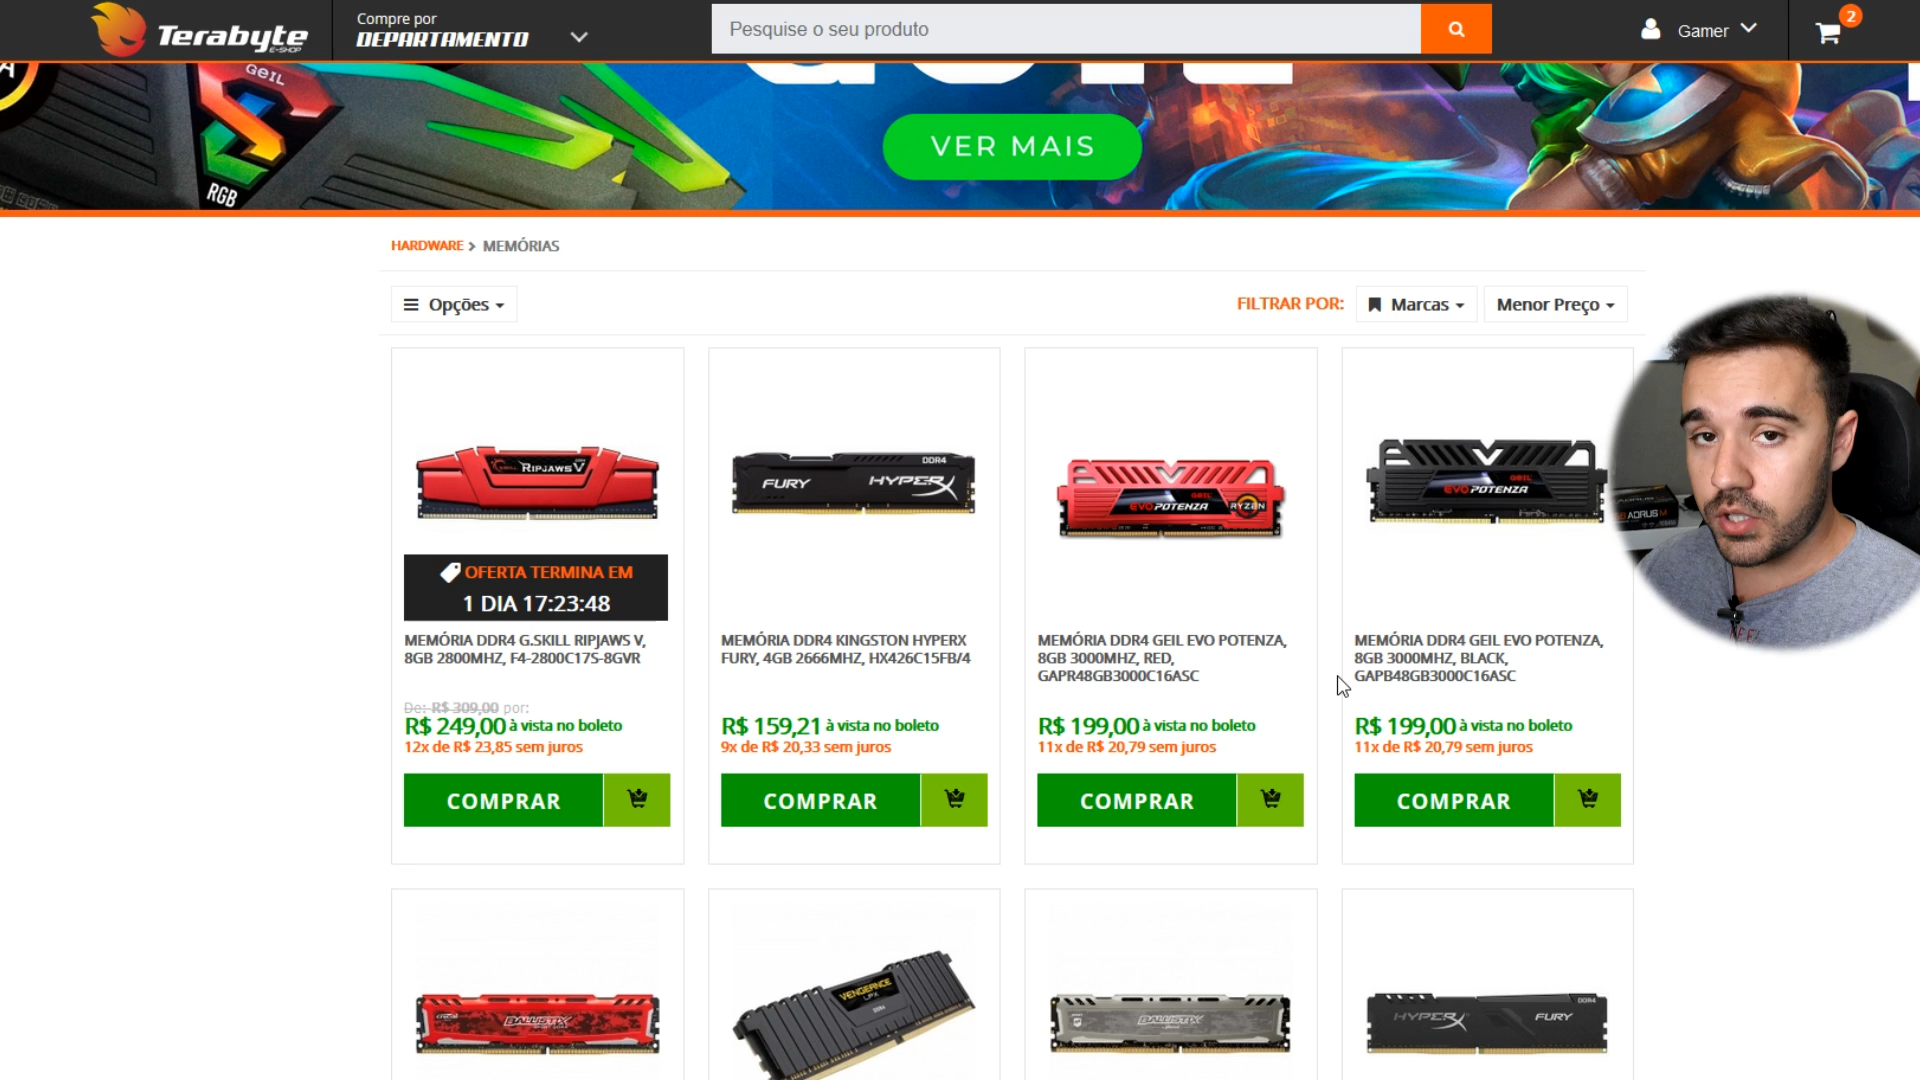 Terabyte
E-SHOP
Compre por
DEPARTAMENTO
Pesquise o seu produto
Gamer
2
GeIL
RGB
VER MAIS
HARDWARE > MEMÓRIAS
Opções
FILTRAR POR:
Marcas
Menor Preço
RIPJAWS V
DDR4
FURY
HYPERX
GEIL
EVO POTENZA
RYZEN
GEIL
EVO POTENZA
AORUS M
OFERTA TERMINA EM
1 DIA 17:23:48
MEMÓRIA DDR4 G.SKILL RIPJAWS V,
8GB 2800MHZ, F4-2800C17S-8GVR
De: R$ 309,00 por:
R$ 249,00 à vista no boleto
12x de R$ 23,85 sem juros
COMPRAR
MEMÓRIA DDR4 KINGSTON HYPERX
FURY, 4GB 2666MHZ, HX426C15FB/4
R$ 159,21 à vista no boleto
9x de R$ 20,33 sem juros
COMPRAR
MEMÓRIA DDR4 GEIL EVO POTENZA,
8GB 3000MHZ, RED,
GAPR48GB3000C16ASC
R$ 199,00 à vista no boleto
11x de R$ 20,79 sem juros
COMPRAR
MEMÓRIA DDR4 GEIL EVO POTENZA,
8GB 3000MHZ, BLACK,
GAPB48GB3000C16ASC
R$ 199,00 à vista no boleto
11x de R$ 20,79 sem juros
COMPRAR
crucial
BALLISTIX
VENGEANCE
LPX
DDR4
BALLISTIX
DDR4
HYPERX
FURY